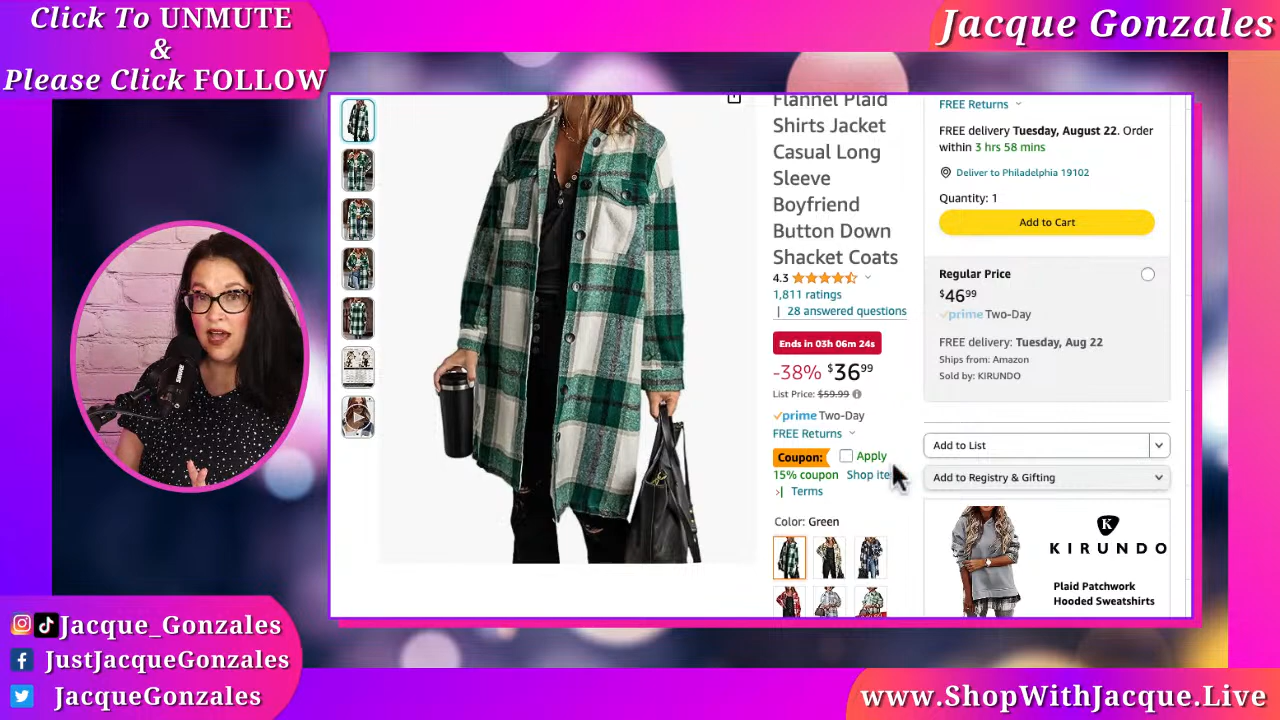 Click To UNMUTE
&
Please Click FOLLOW
Jacque Gonzales
Flannel Plaid
Shirts Jacket
Casual Long
Sleeve
Boyfriend
Button Down
Shacket Coats
4.3
1,811 ratings
| 28 answered questions
Ends in 03h 06m 24s
-38% $36.99
List Price: $59.99
prime Two-Day
FREE Returns
Coupon: Apply
15% coupon Shop ite
>| Terms
Color: Green
FREE Returns
FREE delivery Tuesday, August 22. Order
within 3 hrs 58 mins
Deliver to Philadelphia 19102
Quantity: 1
Add to Cart
Regular Price
$46.99
prime Two-Day
FREE delivery: Tuesday, Aug 22
Ships from: Amazon
Sold by: KIRUNDO
Add to List
Add to Registry & Gifting
K
KIRUNDO
Plaid Patchwork
Hooded Sweatshirts
Jacque_Gonzales
JustJacqueGonzales
JacqueGonzales
www.ShopWithJacque.Live